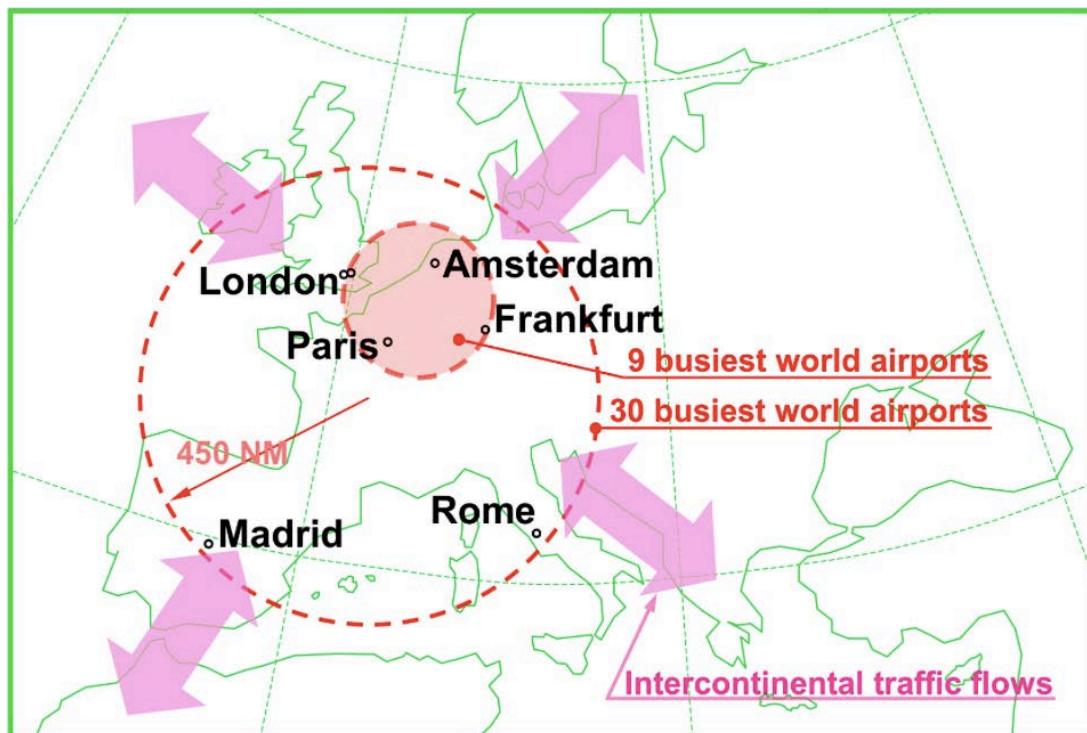 Amsterdam
London
Frankfurt
Paris
9 busiest world airports
30 busiest world airports
450 NM
Rome
Madrid
Intercontinental traffic flows